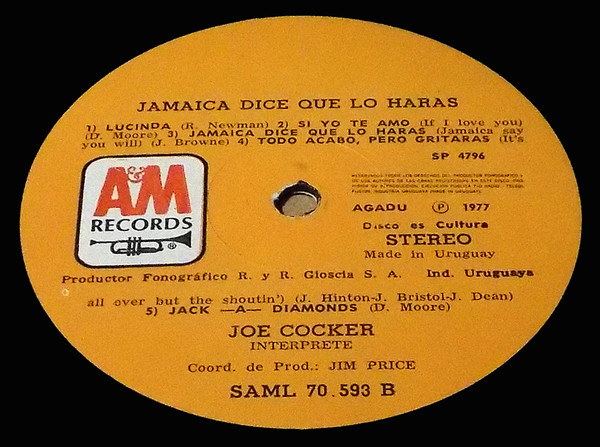 JAMAICA DICE QUE LO HARAS
1) LUCINDA (R. Newman) 2) SI YO TE AMO (If I love you)
(D. Moore) 3) JAMAICA DICE QUE LO HARAS (Jamaica say
you will) (J. Browne) 4) TODO ACABO, PERO GRITARAS (It's
SP 4796
A&M
RECORDS
®
AGADU Ⓟ 1977
Disco es Cultura
STEREO
Made in Uruguay
Productor Fonográfico R. y R. Gioscia S. A. Ind. Uruguaya
all over but the shoutin') (J. Hinton-J. Bristol-J. Dean)
5) JACK —A— DIAMONDS (D. Moore)
JOE COCKER
INTERPRETE
Coord. de Prod.: JIM PRICE
SAML 70.593 B